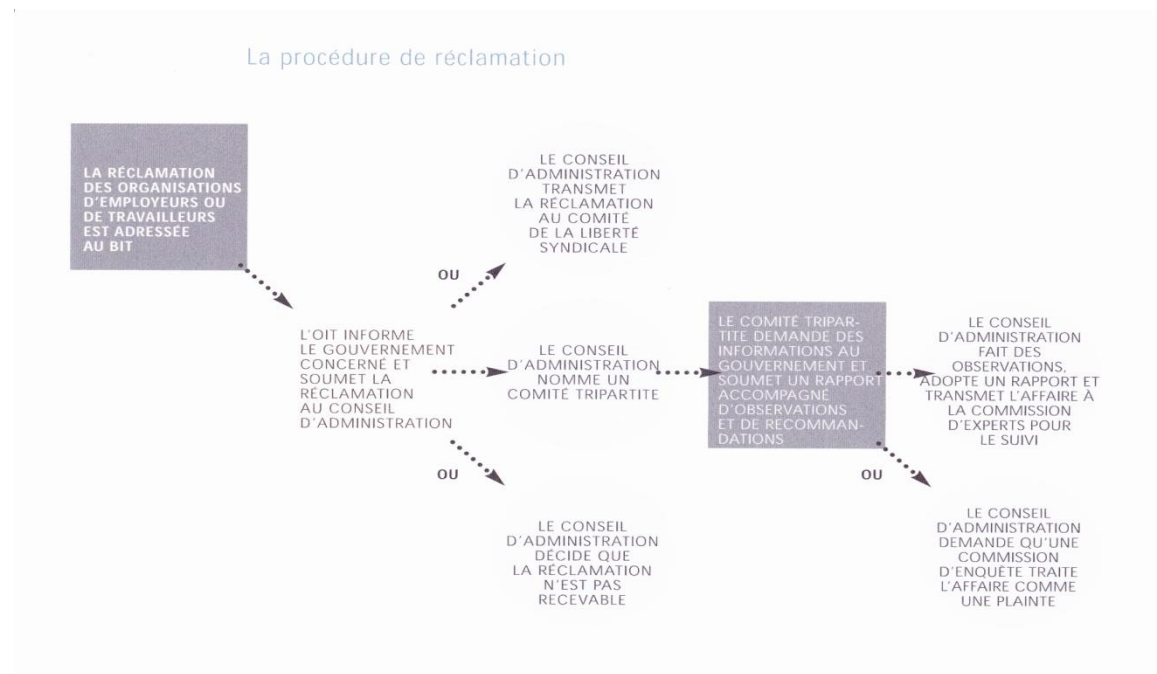 La procédure de réclamation
LA RÉCLAMATION
DES ORGANISATIONS
D'EMPLOYEURS OU
DE TRAVAILLEURS
EST ADRESSÉE
AU BIT
OU
L'OIT INFORME
LE GOUVERNEMENT
CONCERNÉ ET
SOUMET LA
RÉCLAMATION
AU CONSEIL
D'ADMINISTRATION
OU
LE CONSEIL
D'ADMINISTRATION
TRANSMET
LA RÉCLAMATION
AU COMITÉ
DE LA LIBERTÉ
SYNDICALE
LE CONSEIL
D'ADMINISTRATION
NOMME UN
COMITÉ TRIPARTITE
LE CONSEIL
D'ADMINISTRATION
DÉCIDE QUE
LA RÉCLAMATION
N'EST PAS
RECEVABLE
LE COMITÉ TRIPAR-
TITE DEMANDE DES
INFORMATIONS AU
GOUVERNEMENT ET
SOUMET UN RAPPORT
ACCOMPAGNÉ
D'OBSERVATIONS
ET DE RECOMMAN-
DATIONS
OU
LE CONSEIL
D'ADMINISTRATION
FAIT DES
OBSERVATIONS,
ADOPTE UN RAPPORT ET
TRANSMET L'AFFAIRE À
LA COMMISSION
D'EXPERTS POUR
LE SUIVI
LE CONSEIL
D'ADMINISTRATION
DEMANDE QU'UNE
COMMISSION
D'ENQUÊTE TRAITE
L'AFFAIRE COMME
UNE PLAINTE